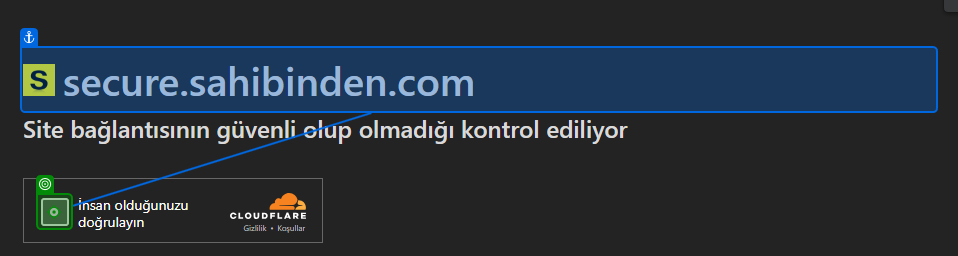 S secure.sahibinden.com
Site bağlantısının güvenli olup olmadığı kontrol ediliyor
İnsan olduğunuzu
doğrulayın
CLOUDFLARE
Gizlilik • Koşullar